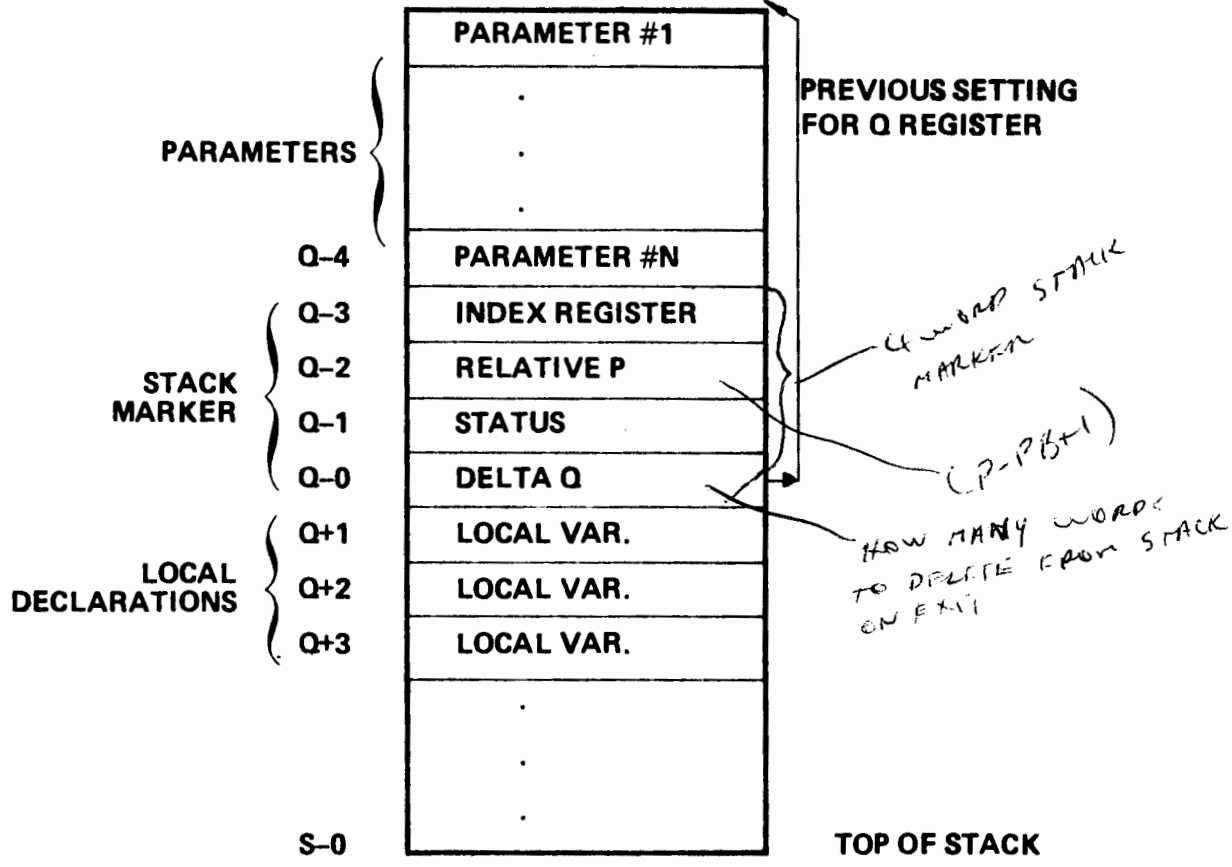 PARAMETER #1
PREVIOUS SETTING
FOR Q REGISTER
PARAMETERS
Q–4 PARAMETER #N
Q–3 INDEX REGISTER
Q–2 RELATIVE P
STACK
MARKER
Q–1 STATUS
Q–0 DELTA Q
4 WORD STACK
MARKER
(P-PB+1)
HOW MANY WORDS
TO DELETE FROM STACK
ON EXIT
Q+1 LOCAL VAR.
LOCAL
DECLARATIONS
Q+2 LOCAL VAR.
Q+3 LOCAL VAR.
S–0
TOP OF STACK